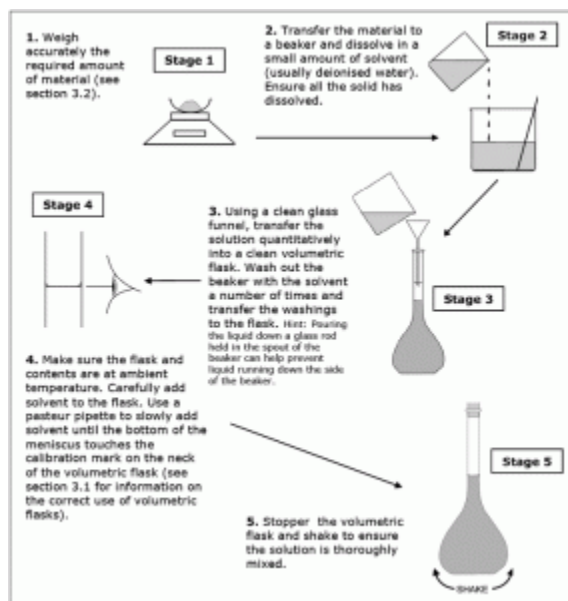 1. Weigh
accurately the
required amount
of material (see
section 3.2).
Stage 1
2. Transfer the material to
a beaker and dissolve in a
small amount of solvent
(usually deionised water).
Ensure all the solid has
dissolved.
Stage 2
3. Using a clean glass
funnel, transfer the
solution quantitatively
into a clean volumetric
flask. Wash out the
beaker with the solvent
a number of times and
transfer the washings
to the flask. Hint: Pouring
the liquid down a glass rod
held in the spout of the
beaker can help prevent
liquid running down the side
of the beaker.
Stage 3
Stage 4
4. Make sure the flask and
contents are at ambient
temperature. Carefully add
solvent to the flask. Use a
pasteur pipette to slowly add
solvent until the bottom of the
meniscus touches the
calibration mark on the neck
of the volumetric flask (see
section 3.1 for information
on the correct use of volumetric
flasks).
5. Stopper the volumetric
flask and shake to ensure
the solution is thoroughly
mixed.
Stage 5
SHAKE